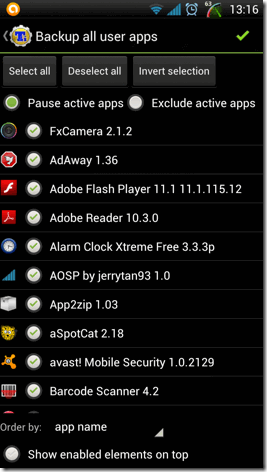 63
13:16
Backup all user apps
Select all
Deselect all
Invert selection
Pause active apps
Exclude active apps
FxCamera 2.1.2
AdAway 1.36
Adobe Flash Player 11.1 11.1.115.12
Adobe Reader 10.3.0
Alarm Clock Xtreme Free 3.3.3p
AOSP by jerrytan93 1.0
App2zip 1.03
aSpotCat 2.18
avast! Mobile Security 1.0.2129
Barcode Scanner 4.2
Order by:
app name
Show enabled elements on top